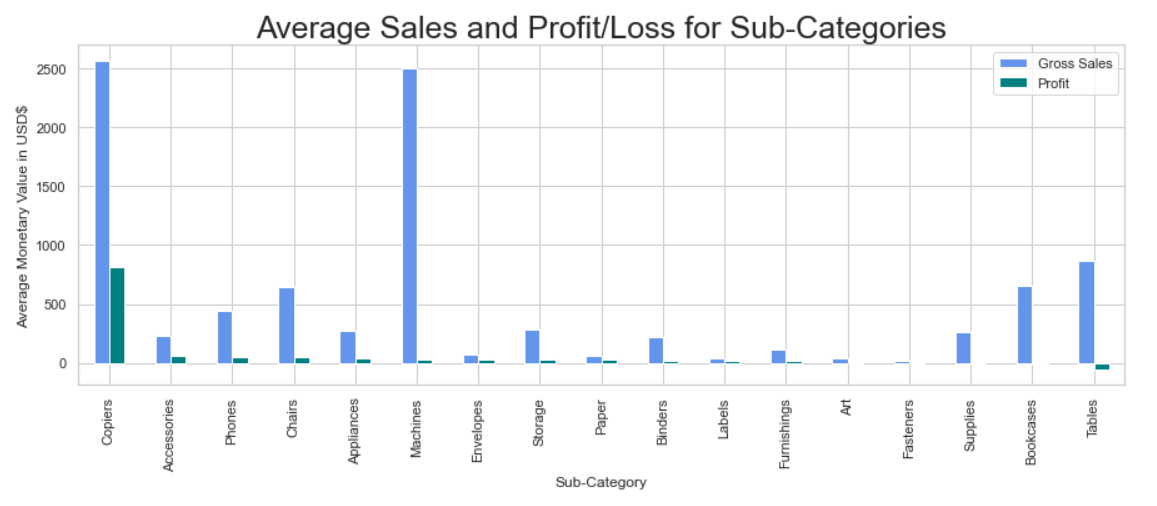 Average Sales and Profit/Loss for Sub-Categories
Gross Sales
Profit
Average Monetary Value in USD$
2500
2000
1500
1000
500
0
Copiers
Accessories
Phones
Chairs
Appliances
Machines
Envelopes
Storage
Paper
Binders
Labels
Furnishings
Art
Fasteners
Supplies
Bookcases
Tables
Sub-Category